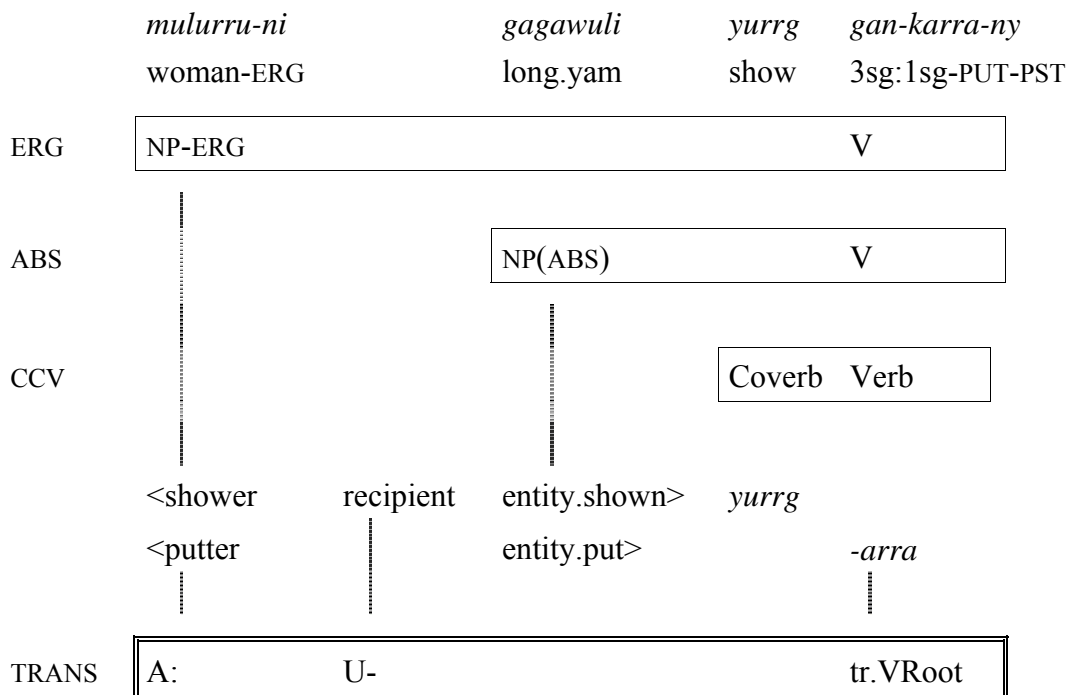 mulurru-ni gagawuli yurrg gan-karra-ny
woman-ERG long.yam show 3sg:1sg-PUT-PST
ERG NP-ERG V
ABS NP(ABS) V
CCV Coverb Verb
<shower recipient entity.shown> yurrg
<putter entity.put> -arra
TRANS A: U- tr.VRoot